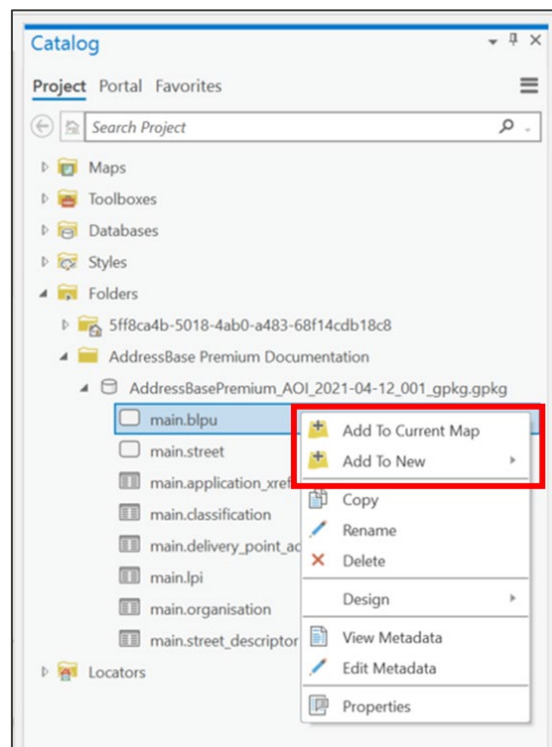 Catalog
Project Portal Favorites
Search Project
Maps
Toolboxes
Databases
Styles
Folders
5ff8ca4b-5018-4ab0-a483-68f14cdb18c8
AddressBase Premium Documentation
AddressBasePremium_AOI_2021-04-12_001_gpkg.gpkg
main.blpu
main.street
main.application_xref
main.classification
main.delivery_point_ac
main.lpi
main.organisation
main.street_descriptor
Locators
Add To Current Map
Add To New
Copy
Rename
Delete
Design
View Metadata
Edit Metadata
Properties